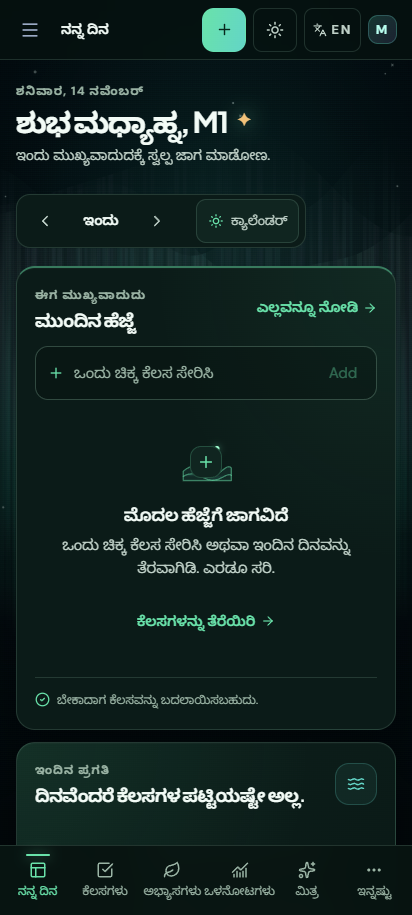 ನನ್ನ ದಿನ
EN
M
ಶನಿವಾರ, 14 ನವೆಂಬರ್
ಶುಭ ಮಧ್ಯಾಹ್ನ, M1
ಇಂದು ಮುಖ್ಯವಾದುದಕ್ಕೆ ಸ್ವಲ್ಪ ಜಾಗ ಮಾಡೋಣ.
ಇಂದು
ಕ್ಯಾಲೆಂಡರ್
ಈಗ ಮುಖ್ಯವಾದುದು
ಮುಂದಿನ ಹೆಜ್ಜೆ
ಎಲ್ಲವನ್ನೂ ನೋಡಿ
ಒಂದು ಚಿಕ್ಕ ಕೆಲಸ ಸೇರಿಸಿ
Add
ಮೊದಲ ಹೆಜ್ಜೆಗೆ ಜಾಗವಿದೆ
ಒಂದು ಚಿಕ್ಕ ಕೆಲಸ ಸೇರಿಸಿ ಅಥವಾ ಇಂದಿನ ದಿನವನ್ನು
ತೆರವಾಗಿಡಿ. ಎರಡೂ ಸರಿ.
ಕೆಲಸಗಳನ್ನು ತೆರೆಯಿರಿ
ಬೇಕಾದಾಗ ಕೆಲಸವನ್ನು ಬದಲಾಯಿಸಬಹುದು.
ಇಂದಿನ ಪ್ರಗತಿ
ದಿನವೆಂದರೆ ಕೆಲಸಗಳ ಪಟ್ಟಿಯಷ್ಟೇ ಅಲ್ಲ.
ನನ್ನ ದಿನ
ಕೆಲಸಗಳು
ಅಭ್ಯಾಸಗಳು
ಒಳನೋಟಗಳು
ಮಿತ್ರ
ಇನ್ನಷ್ಟು